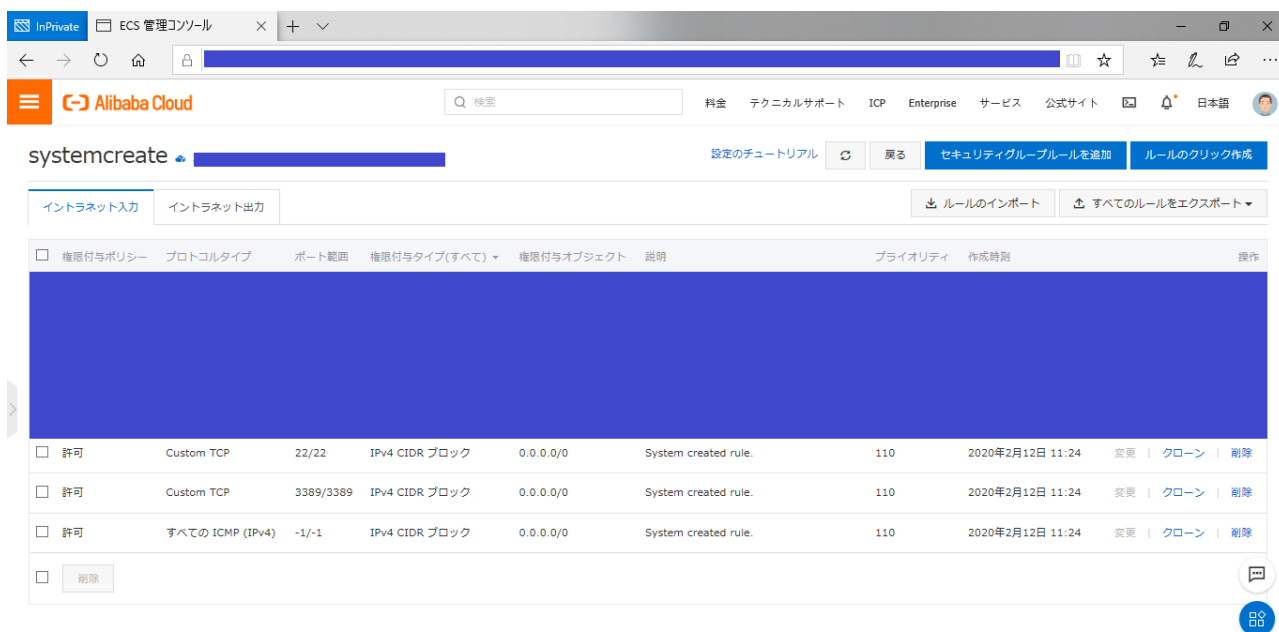 InPrivate ECS 管理コンソール
Alibaba Cloud 検索 料金 テクニカルサポート ICP Enterprise サービス 公式サイト 日本語
systemcreate 設定のチュートリアル 戻る セキュリティグループルールを追加 ルールのクリック作成
イントラネット入力 イントラネット出力 ルールのインポート すべてのルールをエクスポート
権限付与ポリシー プロトコルタイプ ポート範囲 権限付与タイプ(すべて) 権限付与オブジェクト 説明 プライオリティ 作成時刻 操作
許可 Custom TCP 22/22 IPv4 CIDR ブロック 0.0.0.0/0 System created rule. 110 2020年2月12日 11:24 変更 | クローン | 削除
許可 Custom TCP 3389/3389 IPv4 CIDR ブロック 0.0.0.0/0 System created rule. 110 2020年2月12日 11:24 変更 | クローン | 削除
許可 すべての ICMP (IPv4) -1/-1 IPv4 CIDR ブロック 0.0.0.0/0 System created rule. 110 2020年2月12日 11:24 変更 | クローン | 削除
削除